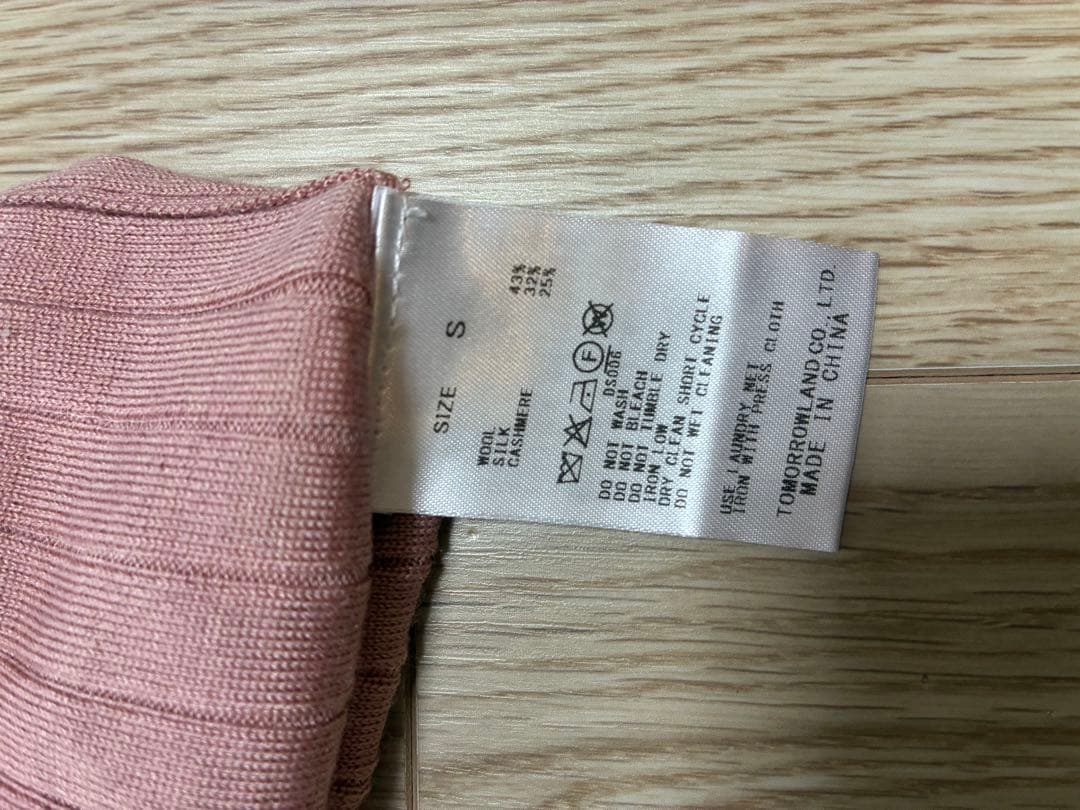 SIZE S
WOOL 43%
SILK 32%
CASHMERE 25%
F
DS006
DO NOT WASH
DO NOT BLEACH
DO NOT TUMBLE DRY
IRON LOW
DRY CLEAN SHORT CYCLE
DO NOT WET CLEANING
USE LAUNDRY NET
IRON WITH PRESS CLOTH
TOMORROWLAND CO., LTD.
MADE IN CHINA